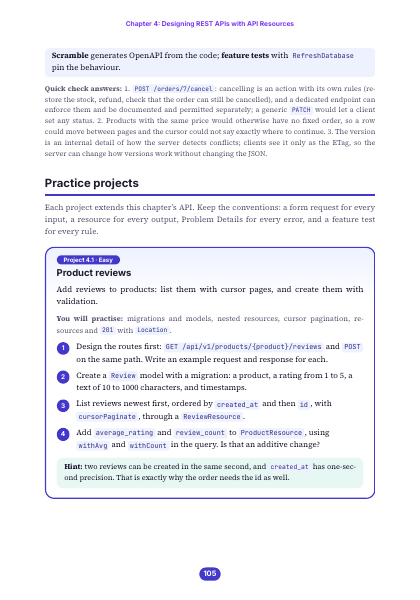 Chapter 4: Designing REST APIs with API Resources
Scramble generates OpenAPI from the code; feature tests with RefreshDatabase
pin the behaviour.
Quick check answers: 1. POST /orders/7/cancel: cancelling is an action with its own rules (re-
store the stock, refund, check that the order can still be cancelled), and a dedicated endpoint can
enforce them and be documented and permissioned separately; a generic PATCH would let a client
set any status. 2. Products with the same price would otherwise have no fixed order, so a row
could move between pages and the cursor could not say exactly where to continue. 3. The version
is an internal detail of how the server detects conflicts; clients see it only as the ETag, so the
server can change how versions work without changing the JSON.
Practice projects
Each project extends this chapter's API. Keep the conventions: a form request for every
input, a resource for every output, Problem Details for every error, and a feature test
for every rule.
Project 4.1 · Easy
Product reviews
Add reviews to products: list them with cursor pages, and create them with
validation.
You will practise: migrations and models, nested resources, cursor pagination, re-
sources and 201 with Location.
1 Design the routes first: GET /api/v1/products/{product}/reviews and POST
on the same path. Write an example request and response for each.
2 Create a Review model with a migration: a product, a rating from 1 to 5, a
text of 10 to 1000 characters, and timestamps.
3 List reviews newest first, ordered by created_at and then id, with
cursorPaginate, through a ReviewResource.
4 Add average_rating and review_count to ProductResource, using
withAvg and withCount in the query. Is that an additive change?
Hint: two reviews can be created in the same second, and created_at has one-sec-
ond precision. That is exactly why the order needs the id as well.
105